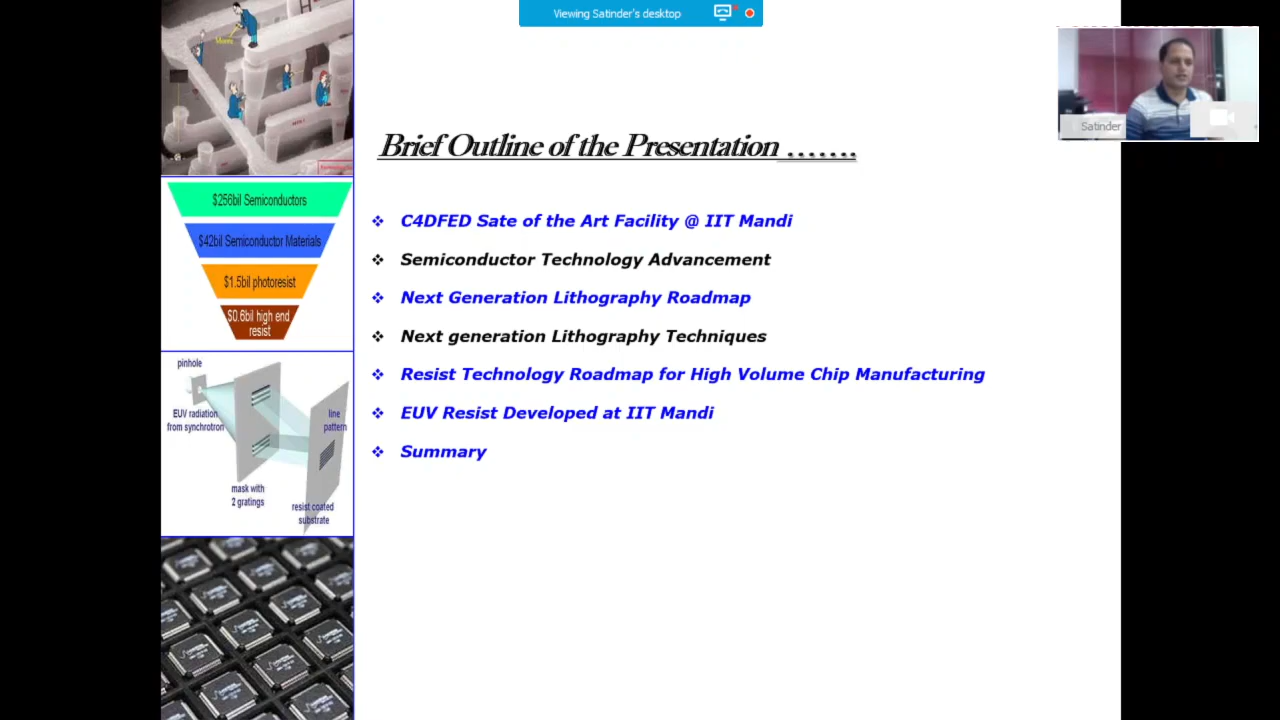 Viewing Satinder's desktop
Satinder
Brief Outline of the Presentation .......
C4DFED Sate of the Art Facility @ IIT Mandi
Semiconductor Technology Advancement
Next Generation Lithography Roadmap
Next generation Lithography Techniques
Resist Technology Roadmap for High Volume Chip Manufacturing
EUV Resist Developed at IIT Mandi
Summary
$256bil Semiconductors
$42bil Semiconductor Materials
$1.5bil photoresist
$0.6bil high end
resist
pinhole
EUV radiation
from synchrotron
line
pattern
mask with
2 gratings
resist coated
substrate